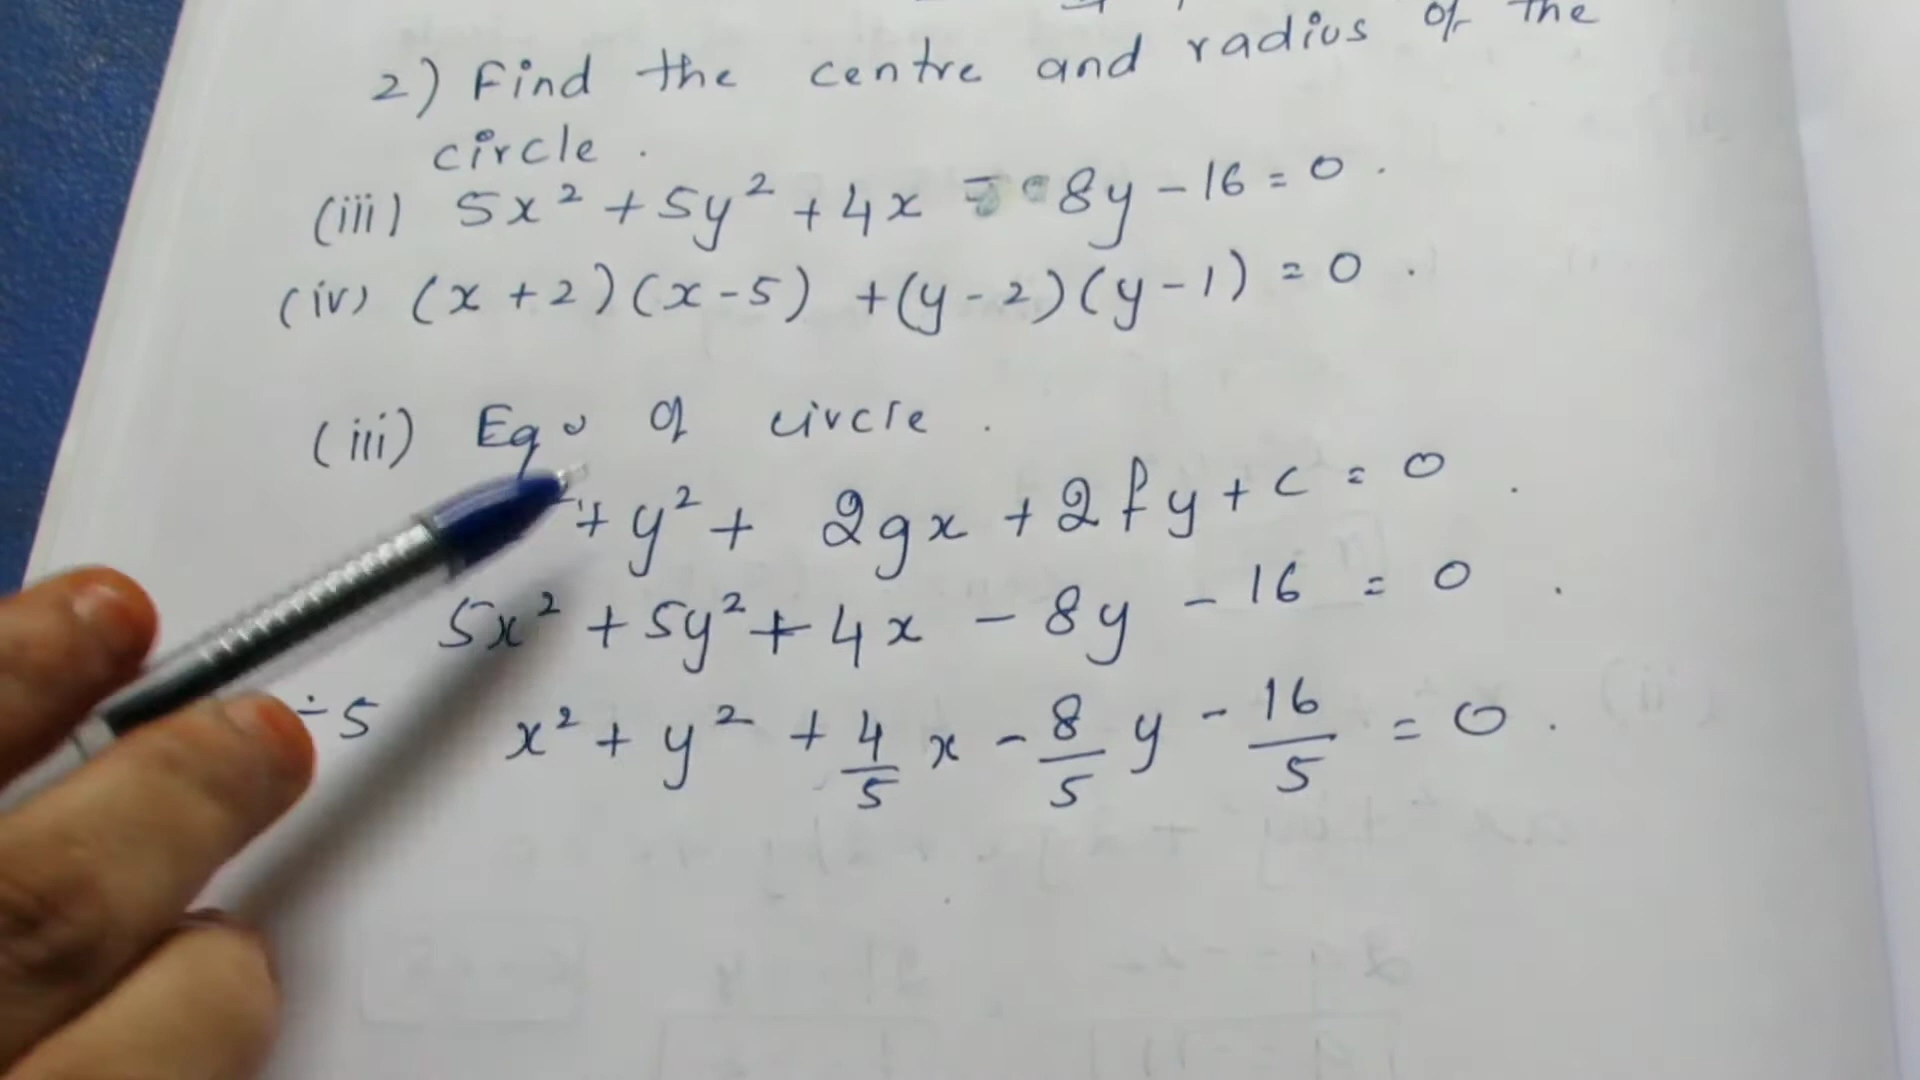 2) Find the centre and radius of the
circle.
(iii) 5x² + 5y² + 4x - 8y - 16 = 0.
(iv) (x + 2)(x - 5) + (y - 2)(y - 1) = 0.
(iii) Equ of circle.
² + y² + 2gx + 2fy + c = 0.
5x² + 5y² + 4x - 8y - 16 = 0.
÷5 x² + y² + 4/5 x - 8/5 y - 16/5 = 0.